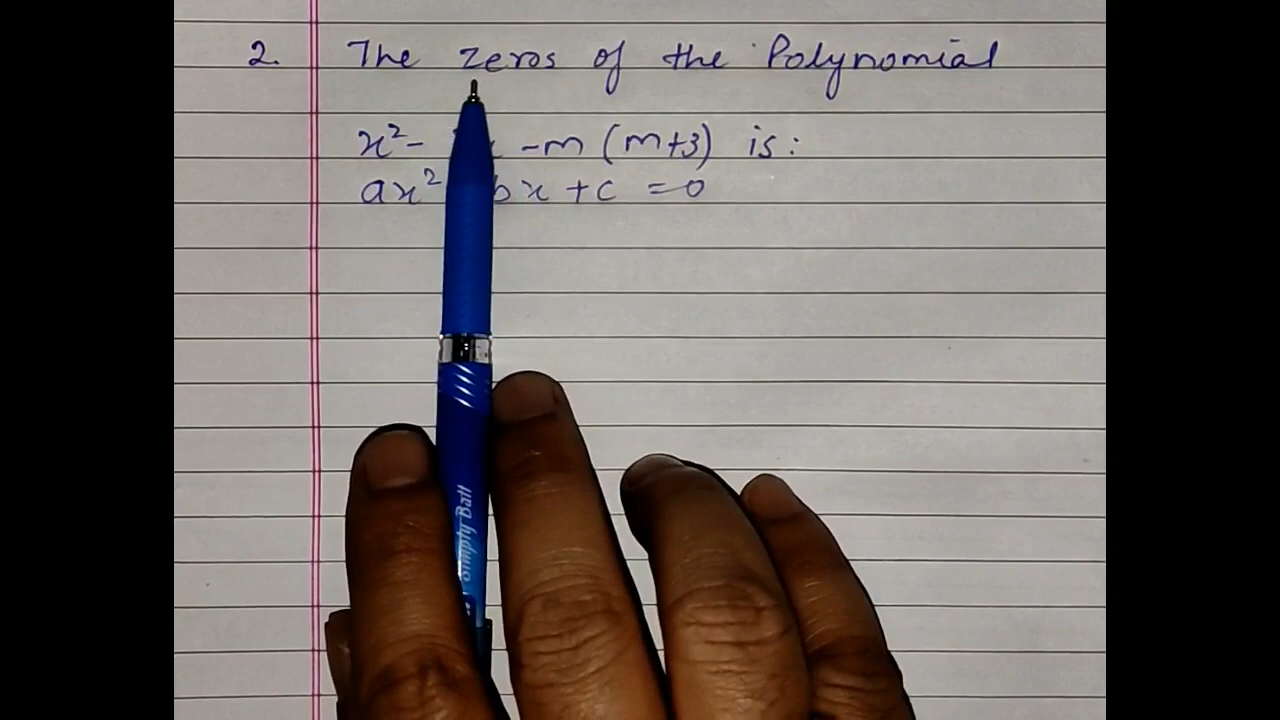 2. The zeros of the Polynomial
x² - -m (m+3) is:
ax² bx + c = 0
Simply Ball